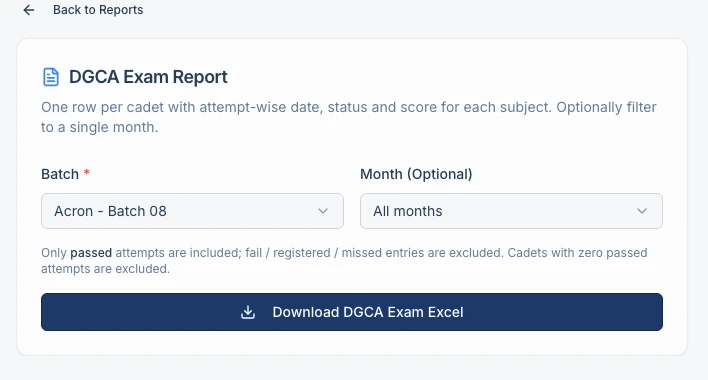 Back to Reports
DGCA Exam Report
One row per cadet with attempt-wise date, status and score for each subject. Optionally filter
to a single month.
Batch * Month (Optional)
Acron - Batch 08 All months
Only passed attempts are included; fail / registered / missed entries are excluded. Cadets with zero passed
attempts are excluded.
Download DGCA Exam Excel